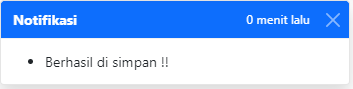 Notifikasi 0 menit lalu
Berhasil di simpan !!